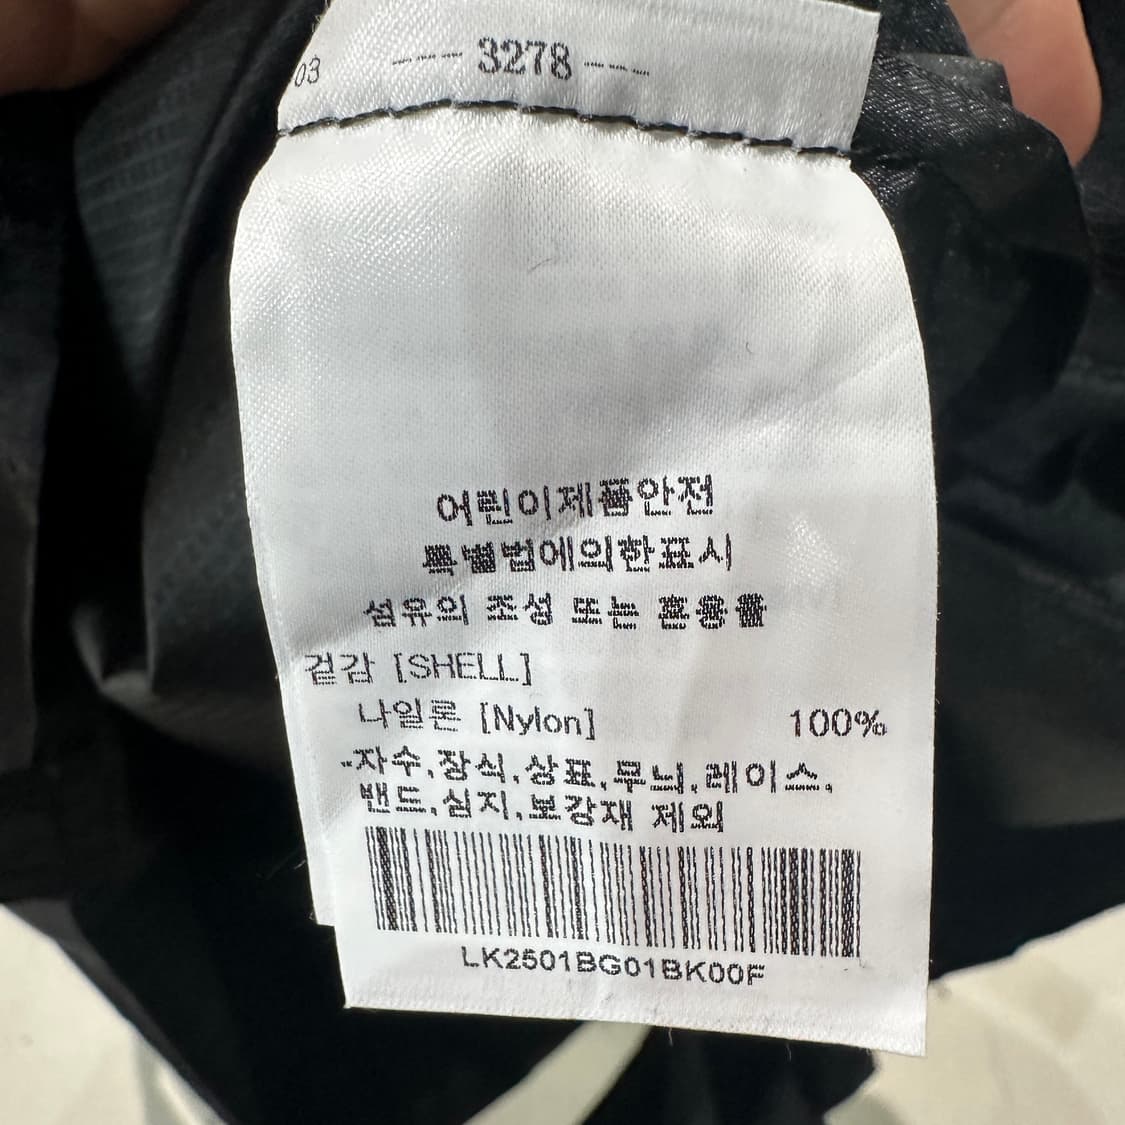 03 ---- 3278 ----
어린이제품안전
특별법에의한표시
섬유의 조성 또는 혼용률
겉감 [SHELL]
나일론 [Nylon] 100%
-자수,장식,상표,무늬,레이스,
밴드,심지,보강재 제외
LK2501BG01BK00F